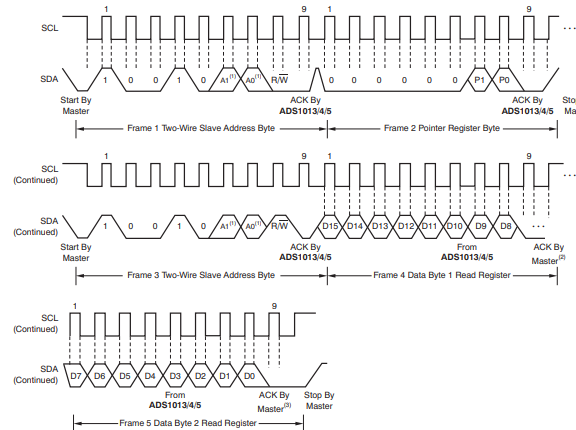 1 9 1 9
SCL ...
SDA 1 0 0 1 0 A1(1) A0(1) R/W 0 0 0 0 0 0 P1 P0
Start By Master ACK By ADS1013/4/5 ACK By ADS1013/4/5 Sto Ma
Frame 1 Two-Wire Slave Address Byte Frame 2 Pointer Register Byte
1 9 1 9
SCL (Continued) ...
SDA (Continued) 1 0 0 1 0 A1(1) A0(1) R/W D15 D14 D13 D12 D11 D10 D9 D8 ...
Start By Master ACK By ADS1013/4/5 From ADS1013/4/5 ACK By Master(2)
Frame 3 Two-Wire Slave Address Byte Frame 4 Data Byte 1 Read Register
1 9
SCL (Continued)
SDA (Continued) D7 D6 D5 D4 D3 D2 D1 D0
From ADS1013/4/5 ACK By Master(3) Stop By Master
Frame 5 Data Byte 2 Read Register